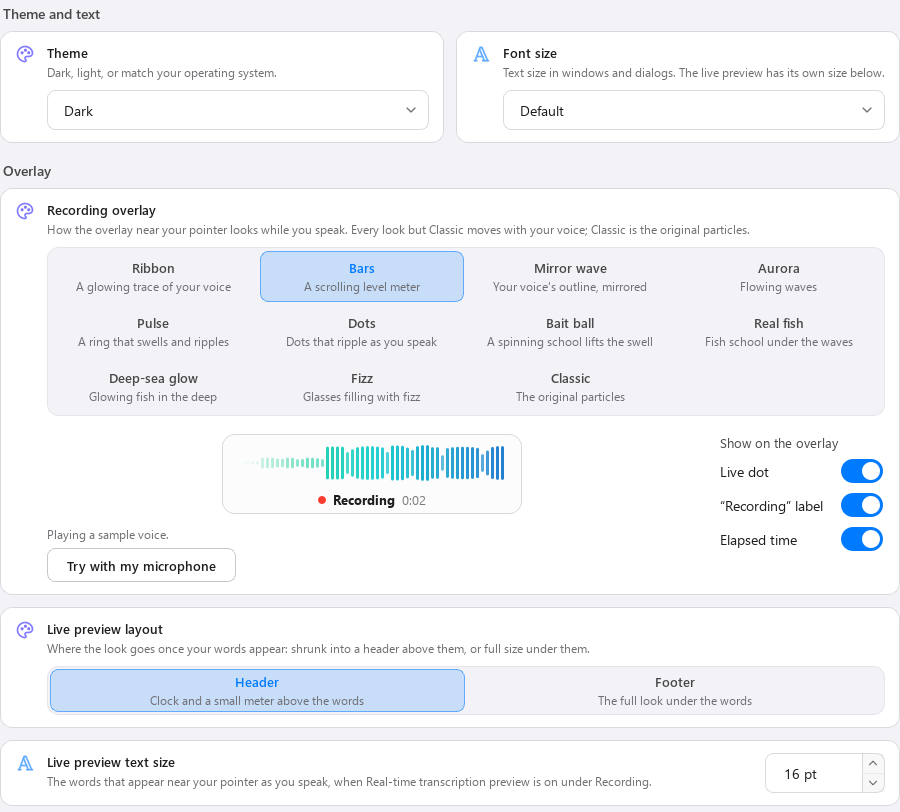 Theme and text
Theme
Dark, light, or match your operating system.
Dark
Font size
Text size in windows and dialogs. The live preview has its own size below.
Default
Overlay
Recording overlay
How the overlay near your pointer looks while you speak. Every look but Classic moves with your voice; Classic is the original particles.
Ribbon
A glowing trace of your voice
Bars
A scrolling level meter
Mirror wave
Your voice's outline, mirrored
Aurora
Flowing waves
Pulse
A ring that swells and ripples
Dots
Dots that ripple as you speak
Bait ball
A spinning school lifts the swell
Real fish
Fish school under the waves
Deep-sea glow
Glowing fish in the deep
Fizz
Glasses filling with fizz
Classic
The original particles
Recording 0:02
Playing a sample voice.
Try with my microphone
Show on the overlay
Live dot
“Recording” label
Elapsed time
Live preview layout
Where the look goes once your words appear: shrunk into a header above them, or full size under them.
Header
Clock and a small meter above the words
Footer
The full look under the words
Live preview text size
The words that appear near your pointer as you speak, when Real-time transcription preview is on under Recording.
16 pt